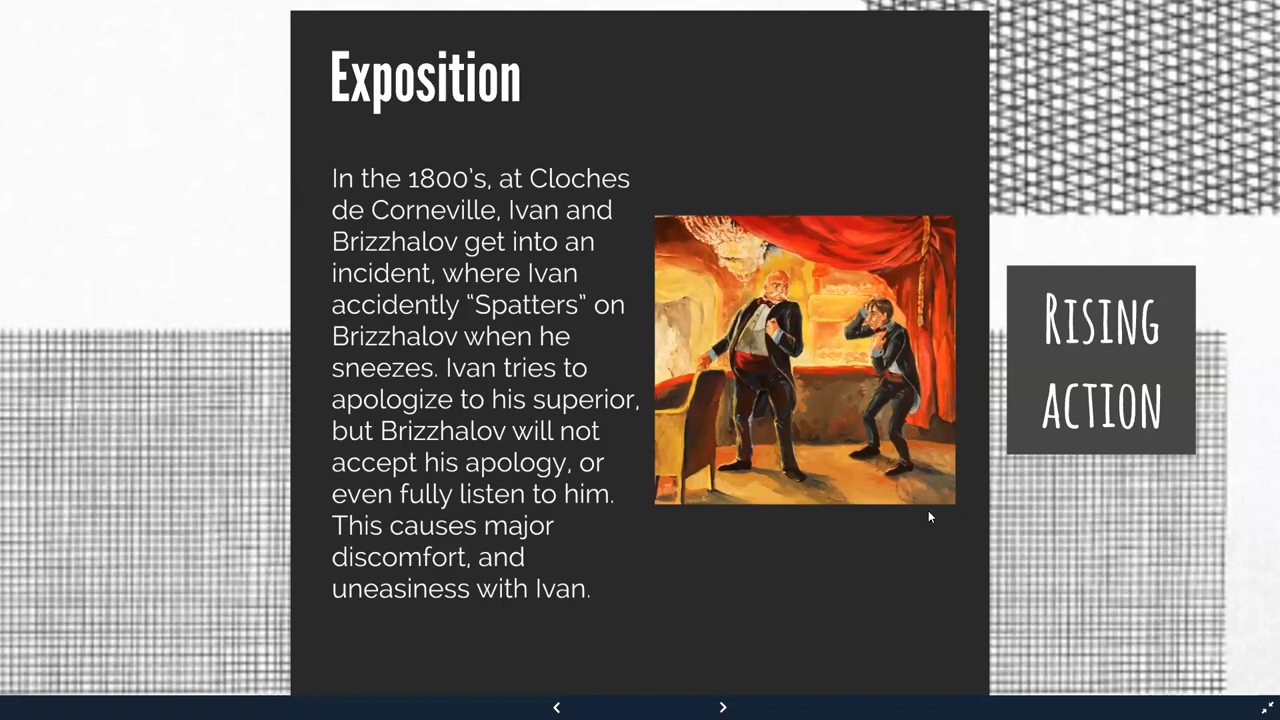 Exposition
In the 1800's, at Cloches
de Corneville, Ivan and
Brizzhalov get into an
incident, where Ivan
accidently “Spatters” on
Brizzhalov when he
sneezes. Ivan tries to
apologize to his superior,
but Brizzhalov will not
accept his apology, or
even fully listen to him.
This causes major
discomfort, and
uneasiness with Ivan.
Rising
action